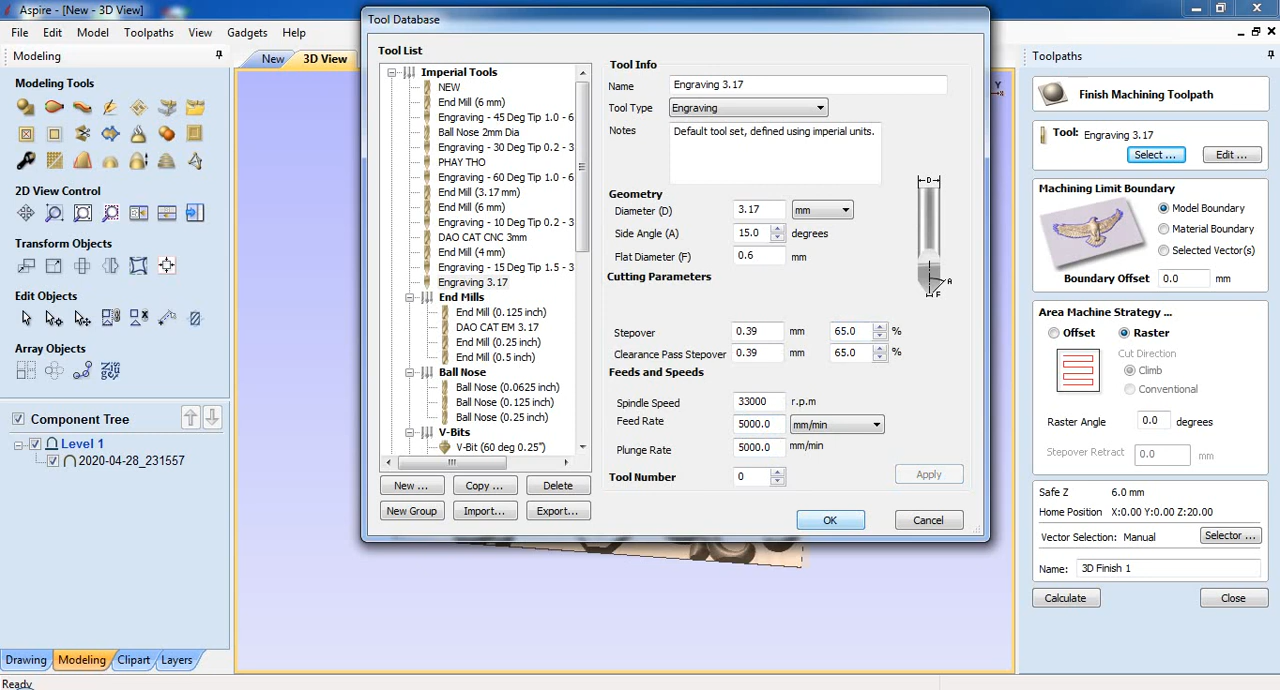 Aspire - [New - 3D View]
File Edit Model Toolpaths View Gadgets Help
Modeling
Modeling Tools
2D View Control
Transform Objects
Edit Objects
Array Objects
Component Tree
Level 1
2020-04-28_231557
Drawing Modeling Clipart Layers
Ready
New 3D View
Y
Tool Database
Tool List
Imperial Tools
NEW
End Mill (6 mm)
Engraving - 45 Deg Tip 1.0 - 6
Ball Nose 2mm Dia
Engraving - 30 Deg Tip 0.2 - 3
PHAY THO
Engraving - 60 Deg Tip 1.0 - 6
End Mill (3.17 mm)
End Mill (6 mm)
Engraving - 10 Deg Tip 0.2 - 3
DAO CAT CNC 3mm
End Mill (4 mm)
Engraving - 15 Deg Tip 1.5 - 3
Engraving 3.17
End Mills
End Mill (0.125 inch)
DAO CAT EM 3.17
End Mill (0.25 inch)
End Mill (0.5 inch)
Ball Nose
Ball Nose (0.0625 inch)
Ball Nose (0.125 inch)
Ball Nose (0.25 inch)
V-Bits
V-Bit (60 deg 0.25")
New ... Copy ... Delete
New Group Import... Export...
Tool Info
Name Engraving 3.17
Tool Type Engraving
Notes Default tool set, defined using imperial units.
Geometry
Diameter (D) 3.17 mm
Side Angle (A) 15.0 degrees
Flat Diameter (F) 0.6 mm
D
A
F
Cutting Parameters
Stepover 0.39 mm 65.0 %
Clearance Pass Stepover 0.39 mm 65.0 %
Feeds and Speeds
Spindle Speed 33000 r.p.m
Feed Rate 5000.0 mm/min
Plunge Rate 5000.0 mm/min
Tool Number 0 Apply
OK Cancel
Toolpaths
Finish Machining Toolpath
Tool: Engraving 3.17
Select ... Edit ...
Machining Limit Boundary
Model Boundary
Material Boundary
Selected Vector(s)
Boundary Offset 0.0 mm
Area Machine Strategy ...
Offset Raster
Cut Direction
Climb
Conventional
Raster Angle 0.0 degrees
Stepover Retract 0.0 mm
Safe Z 6.0 mm
Home Position X:0.00 Y:0.00 Z:20.00
Vector Selection: Manual Selector ...
Name: 3D Finish 1
Calculate Close